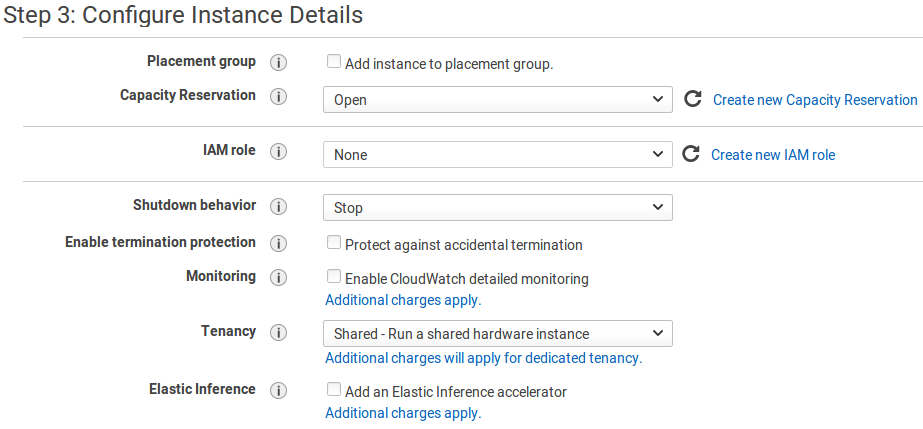 Step 3: Configure Instance Details
Placement group i Add instance to placement group.
Capacity Reservation i Open Create new Capacity Reservation
IAM role i None Create new IAM role
Shutdown behavior i Stop
Enable termination protection i Protect against accidental termination
Monitoring i Enable CloudWatch detailed monitoring
Additional charges apply.
Tenancy i Shared - Run a shared hardware instance
Additional charges will apply for dedicated tenancy.
Elastic Inference i Add an Elastic Inference accelerator
Additional charges apply.